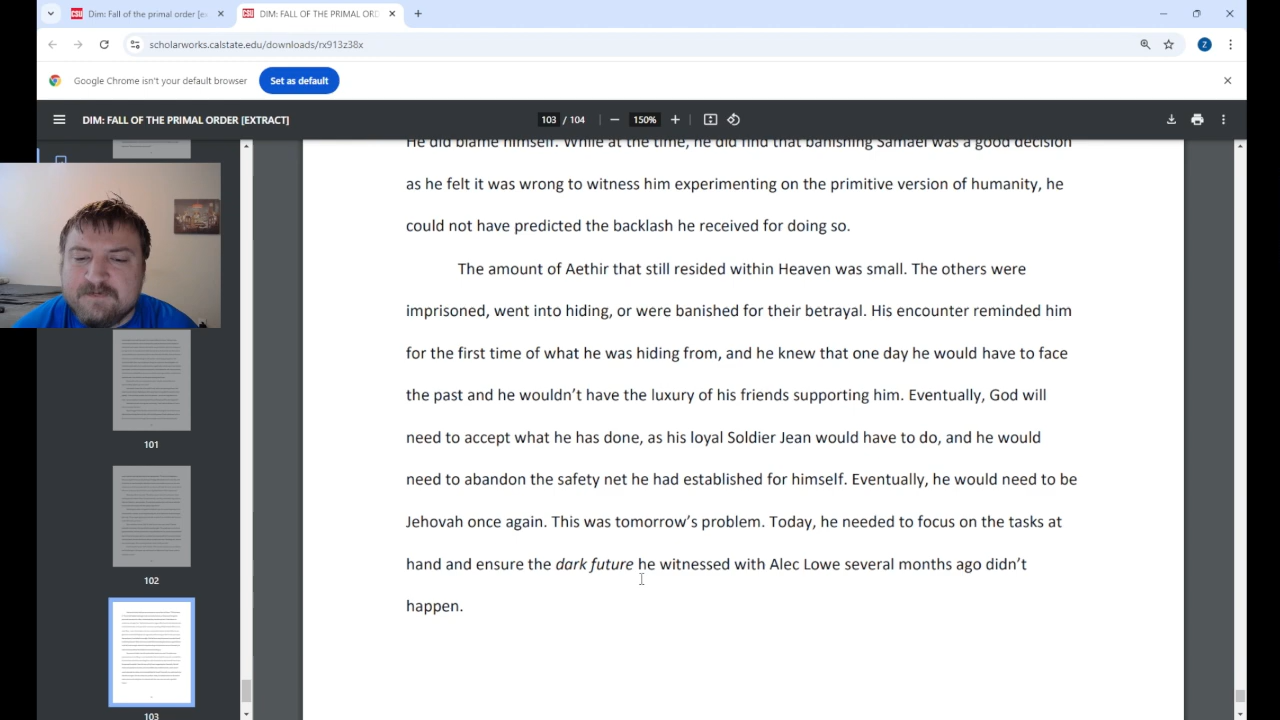 DIM: Fall of the primal order [e
DIM: FALL OF THE PRIMAL ORD
scholarworks.calstate.edu/downloads/rx913z38x
Z
Google Chrome isn't your default browser
Set as default
DIM: FALL OF THE PRIMAL ORDER [EXTRACT]
103 / 104
150%
He did blame himself. While at the time, he did find that banishing Samael was a good decision
as he felt it was wrong to witness him experimenting on the primitive version of humanity, he
could not have predicted the backlash he received for doing so.
The amount of Aethir that still resided within Heaven was small. The others were
imprisoned, went into hiding, or were banished for their betrayal. His encounter reminded him
for the first time of what he was hiding from, and he knew that one day he would have to face
the past and he wouldn't have the luxury of his friends supporting him. Eventually, God will
need to accept what he has done, as his loyal Soldier Jean would have to do, and he would
need to abandon the safety net he had established for himself. Eventually, he would need to be
Jehovah once again. This was tomorrow's problem. Today, he needed to focus on the tasks at
hand and ensure the dark future he witnessed with Alec Lowe several months ago didn't
happen.
101
102
103